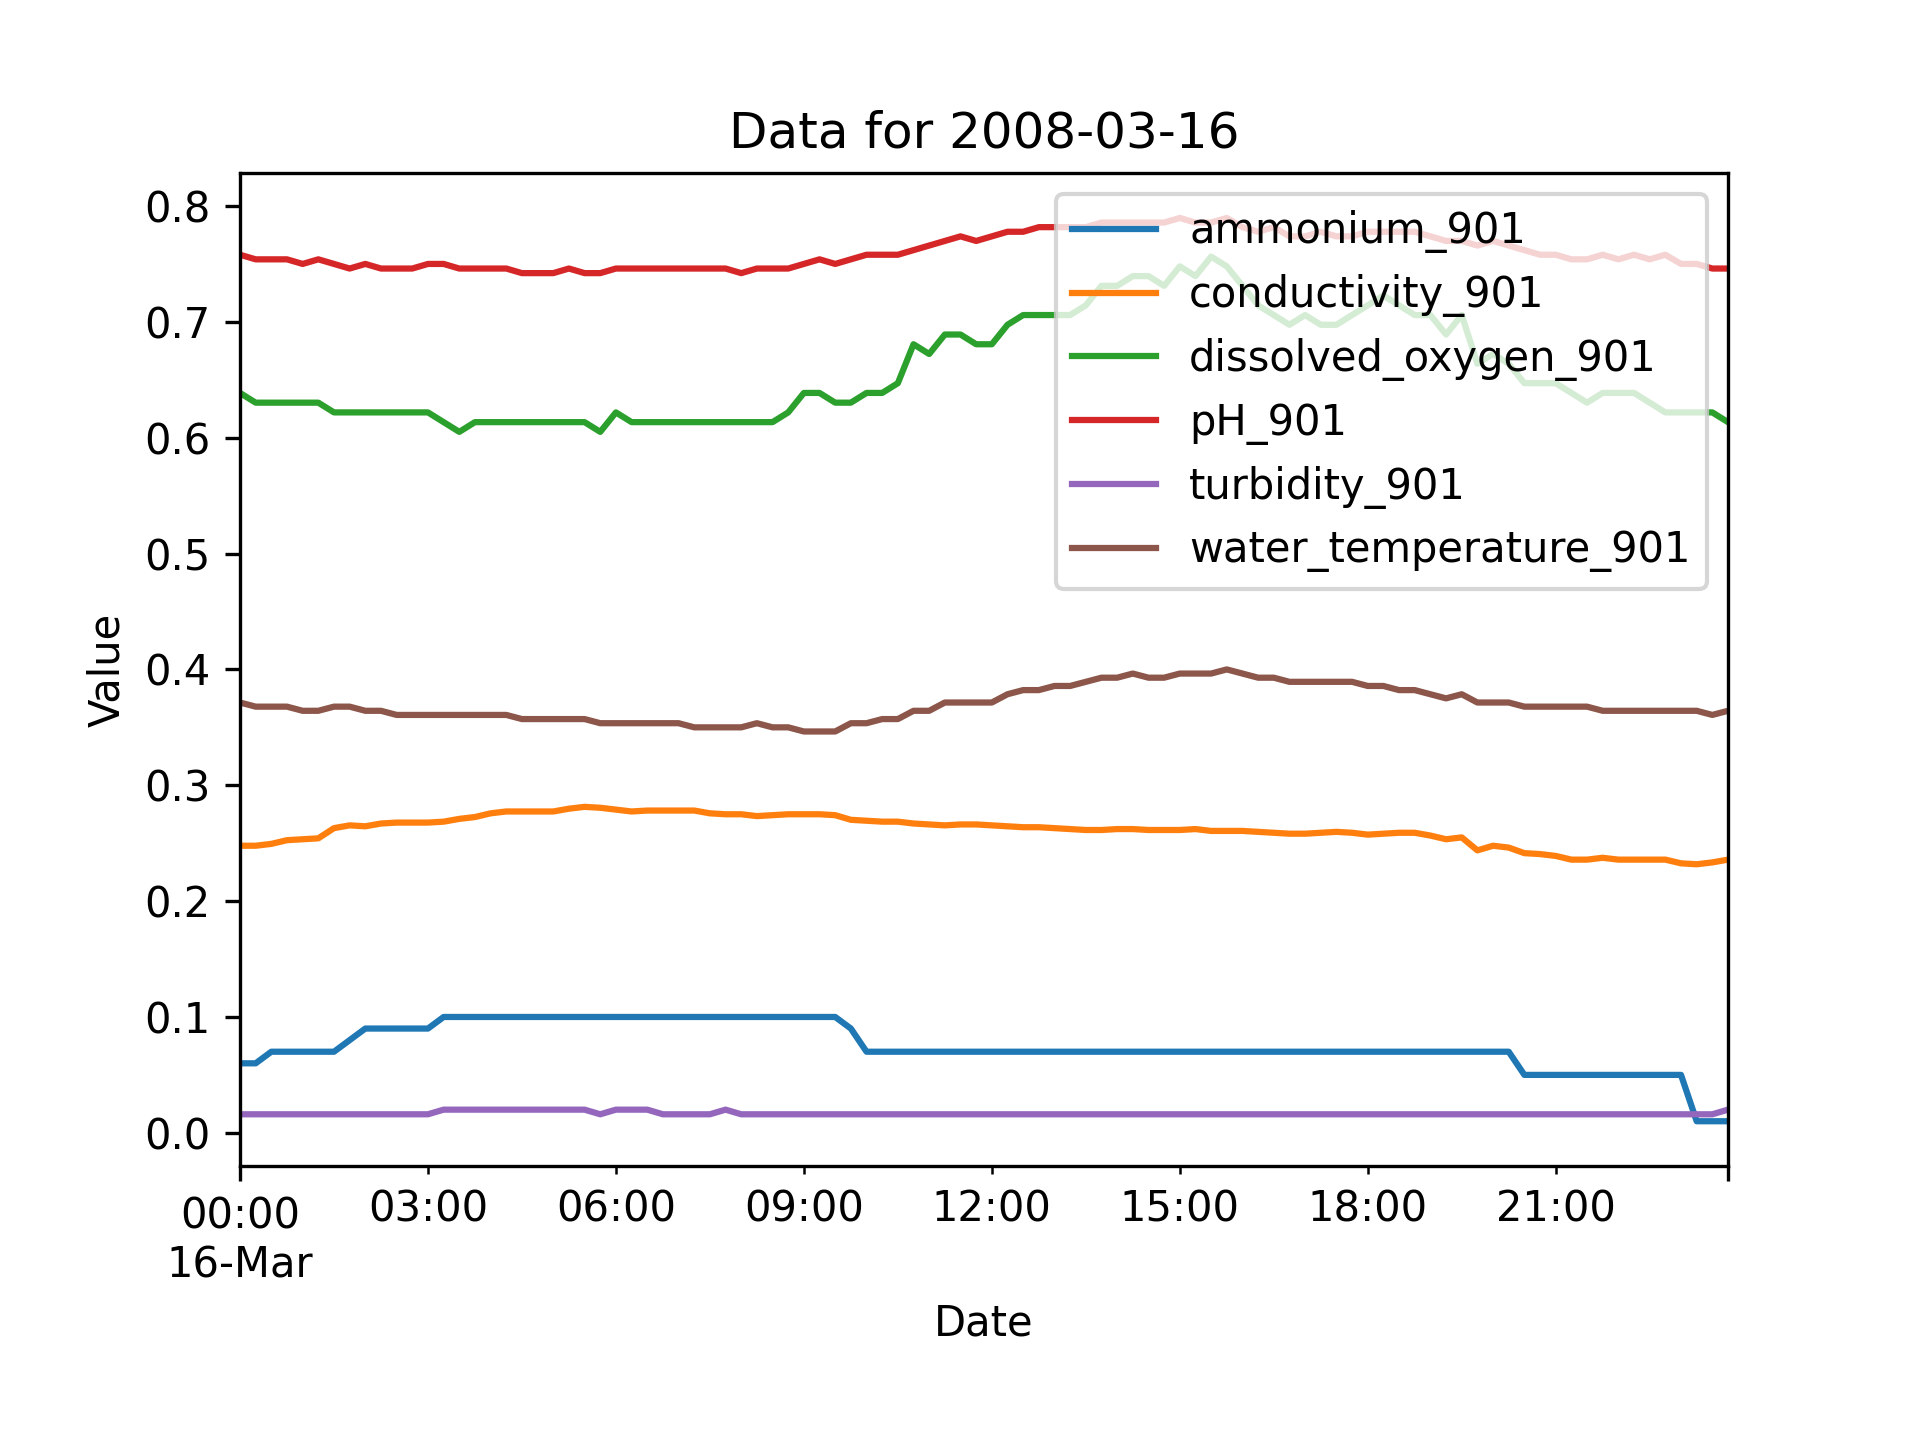 Data for 2008-03-16
0.8
0.7
0.6
0.5
0.4
0.3
0.2
0.1
0.0
Value
ammonium_901
conductivity_901
dissolved_oxygen_901
pH_901
turbidity_901
water_temperature_901
00:00 03:00 06:00 09:00 12:00 15:00 18:00 21:00
16-Mar
Date